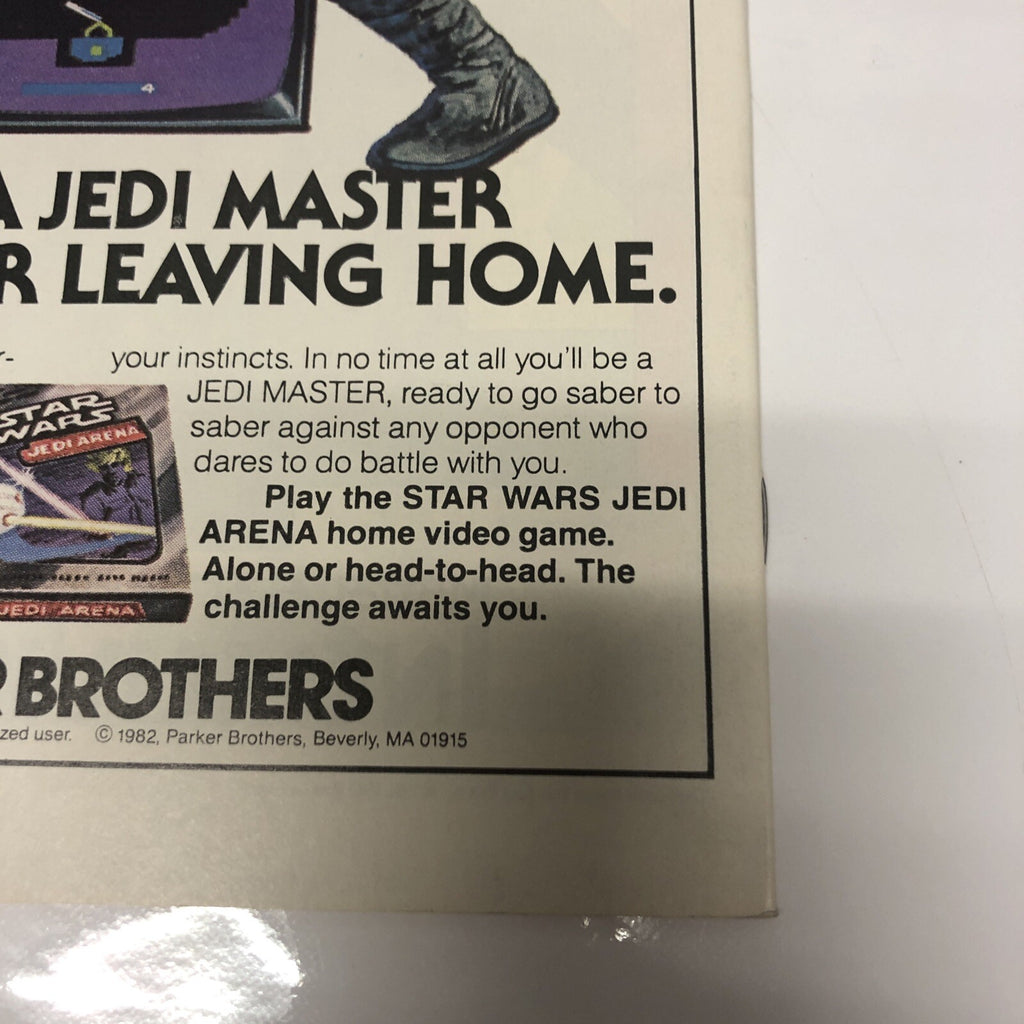 4
A JEDI MASTER
R LEAVING HOME.
r-
your instincts. In no time at all you'll be a
JEDI MASTER, ready to go saber to
saber against any opponent who
dares to do battle with you.
Play the STAR WARS JEDI
ARENA home video game.
Alone or head-to-head. The
challenge awaits you.
STAR
WARS
JEDI ARENA
JEDI ARENA
R BROTHERS
zed user. © 1982, Parker Brothers, Beverly, MA 01915